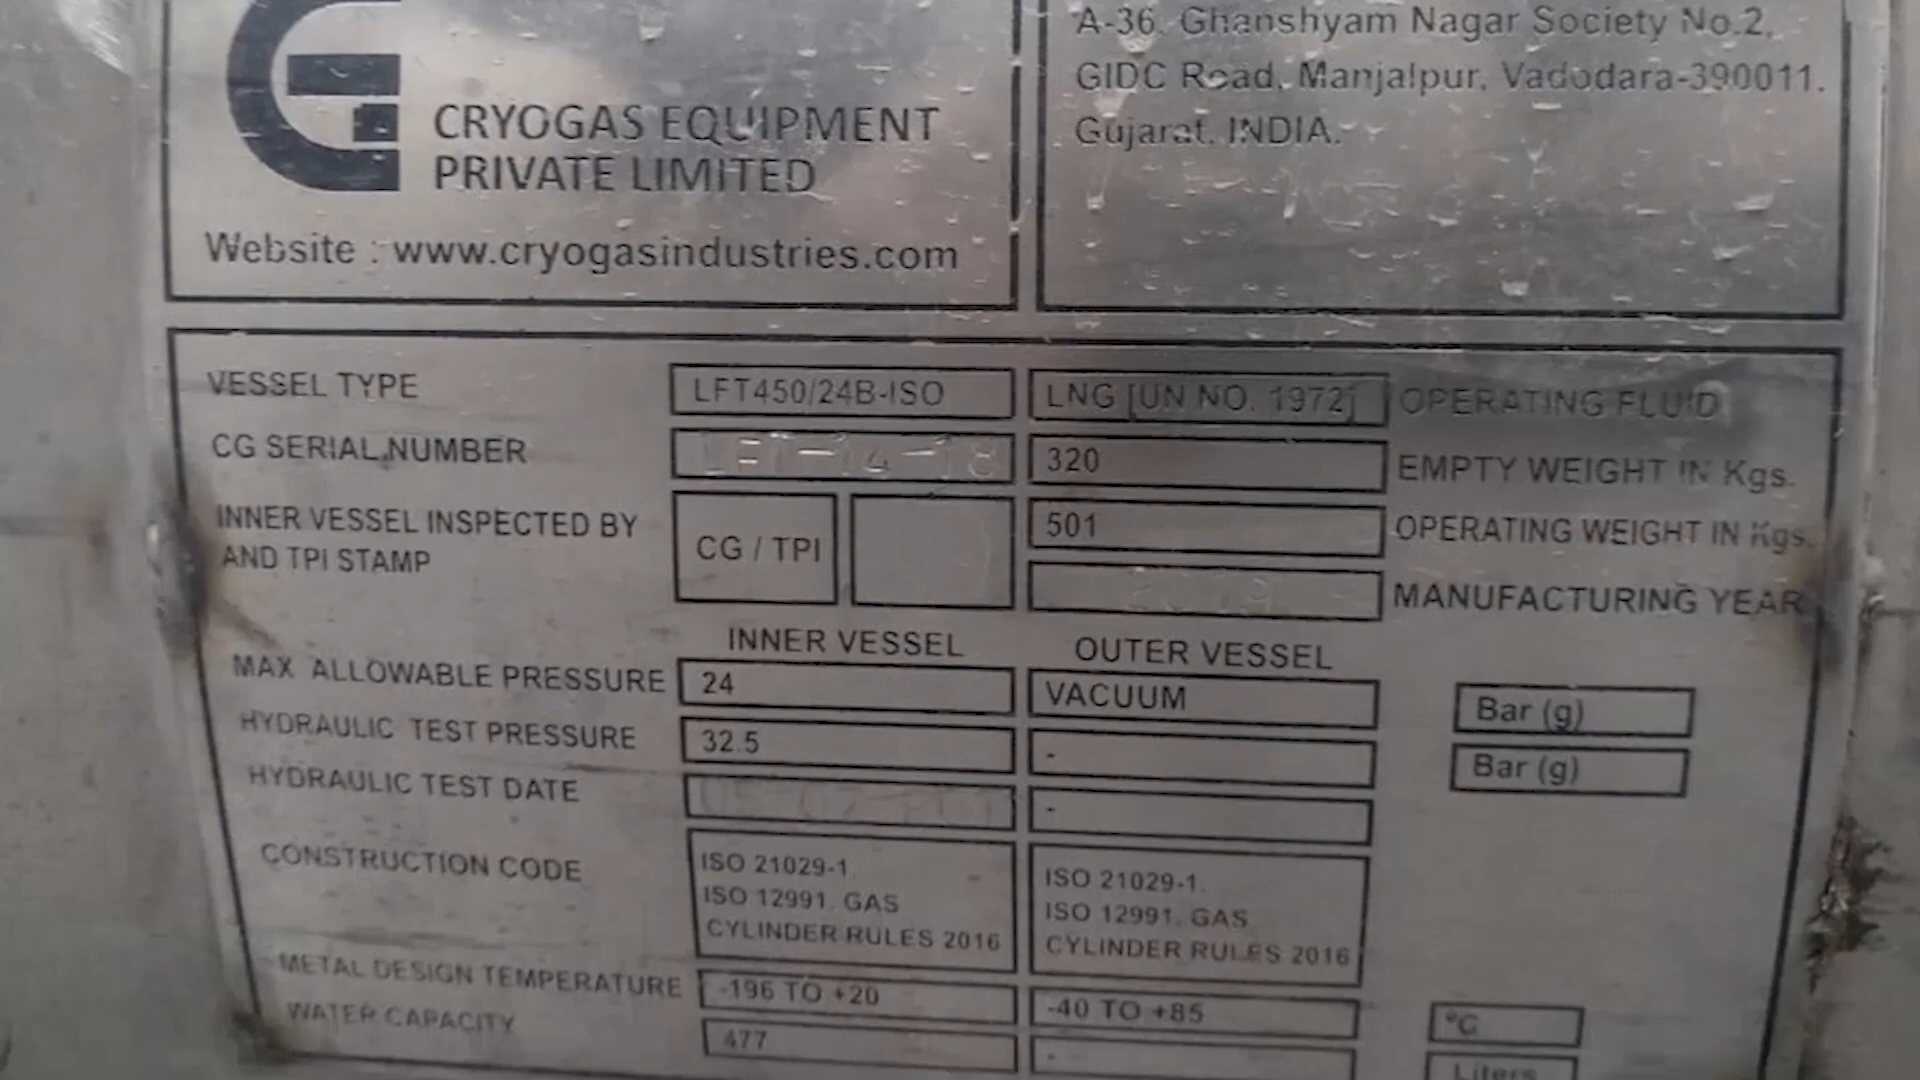 CRYOGAS EQUIPMENT
PRIVATE LIMITED
Website : www.cryogasindustries.com
A-36, Ghanshyam Nagar Society No.2,
GIDC Road, Manjalpur, Vadodara-390011.
Gujarat. INDIA.
VESSEL TYPE LFT450/24B-ISO LNG [UN NO. 1972] OPERATING FLUID
CG SERIAL NUMBER LFT-14-18 320 EMPTY WEIGHT IN Kgs.
INNER VESSEL INSPECTED BY
AND TPI STAMP CG / TPI
501 OPERATING WEIGHT IN Kgs.
2019 MANUFACTURING YEAR
INNER VESSEL OUTER VESSEL
MAX ALLOWABLE PRESSURE 24 VACUUM Bar (g)
HYDRAULIC TEST PRESSURE 32.5 - Bar (g)
HYDRAULIC TEST DATE -
CONSTRUCTION CODE
ISO 21029-1,
ISO 12991, GAS
CYLINDER RULES 2016
ISO 21029-1,
ISO 12991, GAS
CYLINDER RULES 2016
METAL DESIGN TEMPERATURE -196 TO +20 -40 TO +85 °C
WATER CAPACITY 477 - Liters